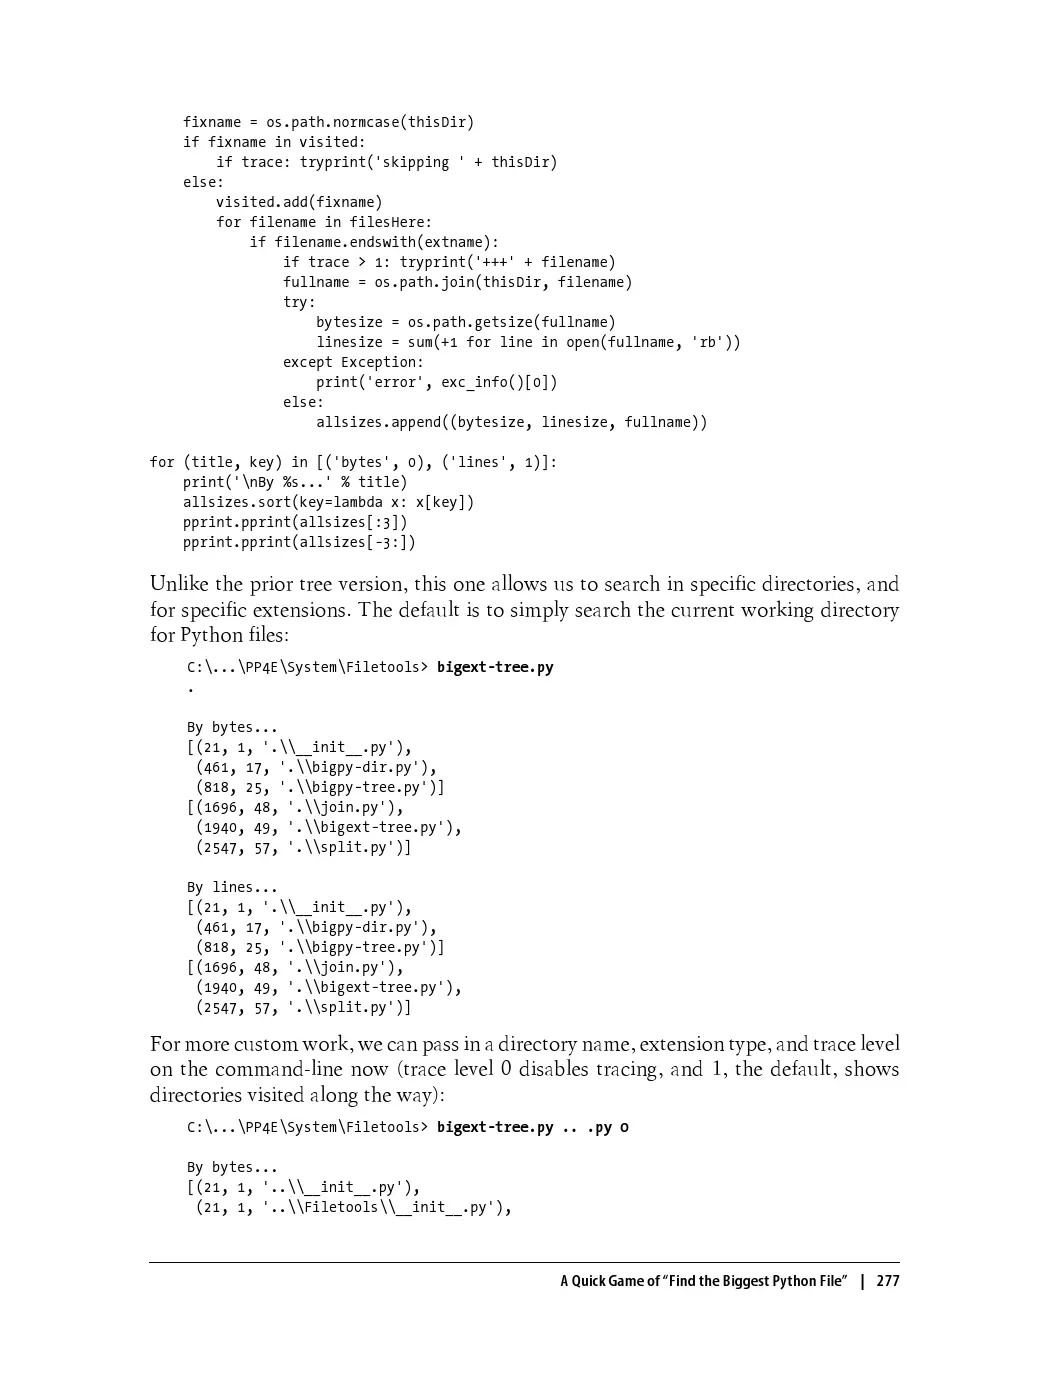 fixname = os.path.normcase(thisDir)
if fixname in visited:
if trace: tryprint('skipping ' + thisDir)
else:
visited.add(fixname)
for filename in filesHere:
if filename.endswith(extname):
if trace > 1: tryprint('+++' + filename)
fullname = os.path.join(thisDir, filename)
try:
bytesize = os.path.getsize(fullname)
linesize = sum(+1 for line in open(fullname, 'rb'))
except Exception:
print('error', exc_info()[0])
else:
allsizes.append((bytesize, linesize, fullname))
for (title, key) in [('bytes', 0), ('lines', 1)]:
print('\nBy %s...' % title)
allsizes.sort(key=lambda x: x[key])
pprint.pprint(allsizes[:3])
pprint.pprint(allsizes[-3:])
Unlike the prior tree version, this one allows us to search in specific directories, and
for specific extensions. The default is to simply search the current working directory
for Python files:
C:\...\PP4E\System\Filetools> bigext-tree.py
.
By bytes...
[(21, 1, '.\\__init__.py'),
(461, 17, '.\\bigpy-dir.py'),
(818, 25, '.\\bigpy-tree.py')]
[(1696, 48, '.\\join.py'),
(1940, 49, '.\\bigext-tree.py'),
(2547, 57, '.\\split.py')]
By lines...
[(21, 1, '.\\__init__.py'),
(461, 17, '.\\bigpy-dir.py'),
(818, 25, '.\\bigpy-tree.py')]
[(1696, 48, '.\\join.py'),
(1940, 49, '.\\bigext-tree.py'),
(2547, 57, '.\\split.py')]
For more custom work, we can pass in a directory name, extension type, and trace level
on the command-line now (trace level 0 disables tracing, and 1, the default, shows
directories visited along the way):
C:\...\PP4E\System\Filetools> bigext-tree.py .. .py 0
By bytes...
[(21, 1, '..\\__init__.py'),
(21, 1, '..\\Filetools\\__init__.py'),
A Quick Game of “Find the Biggest Python File” | 277